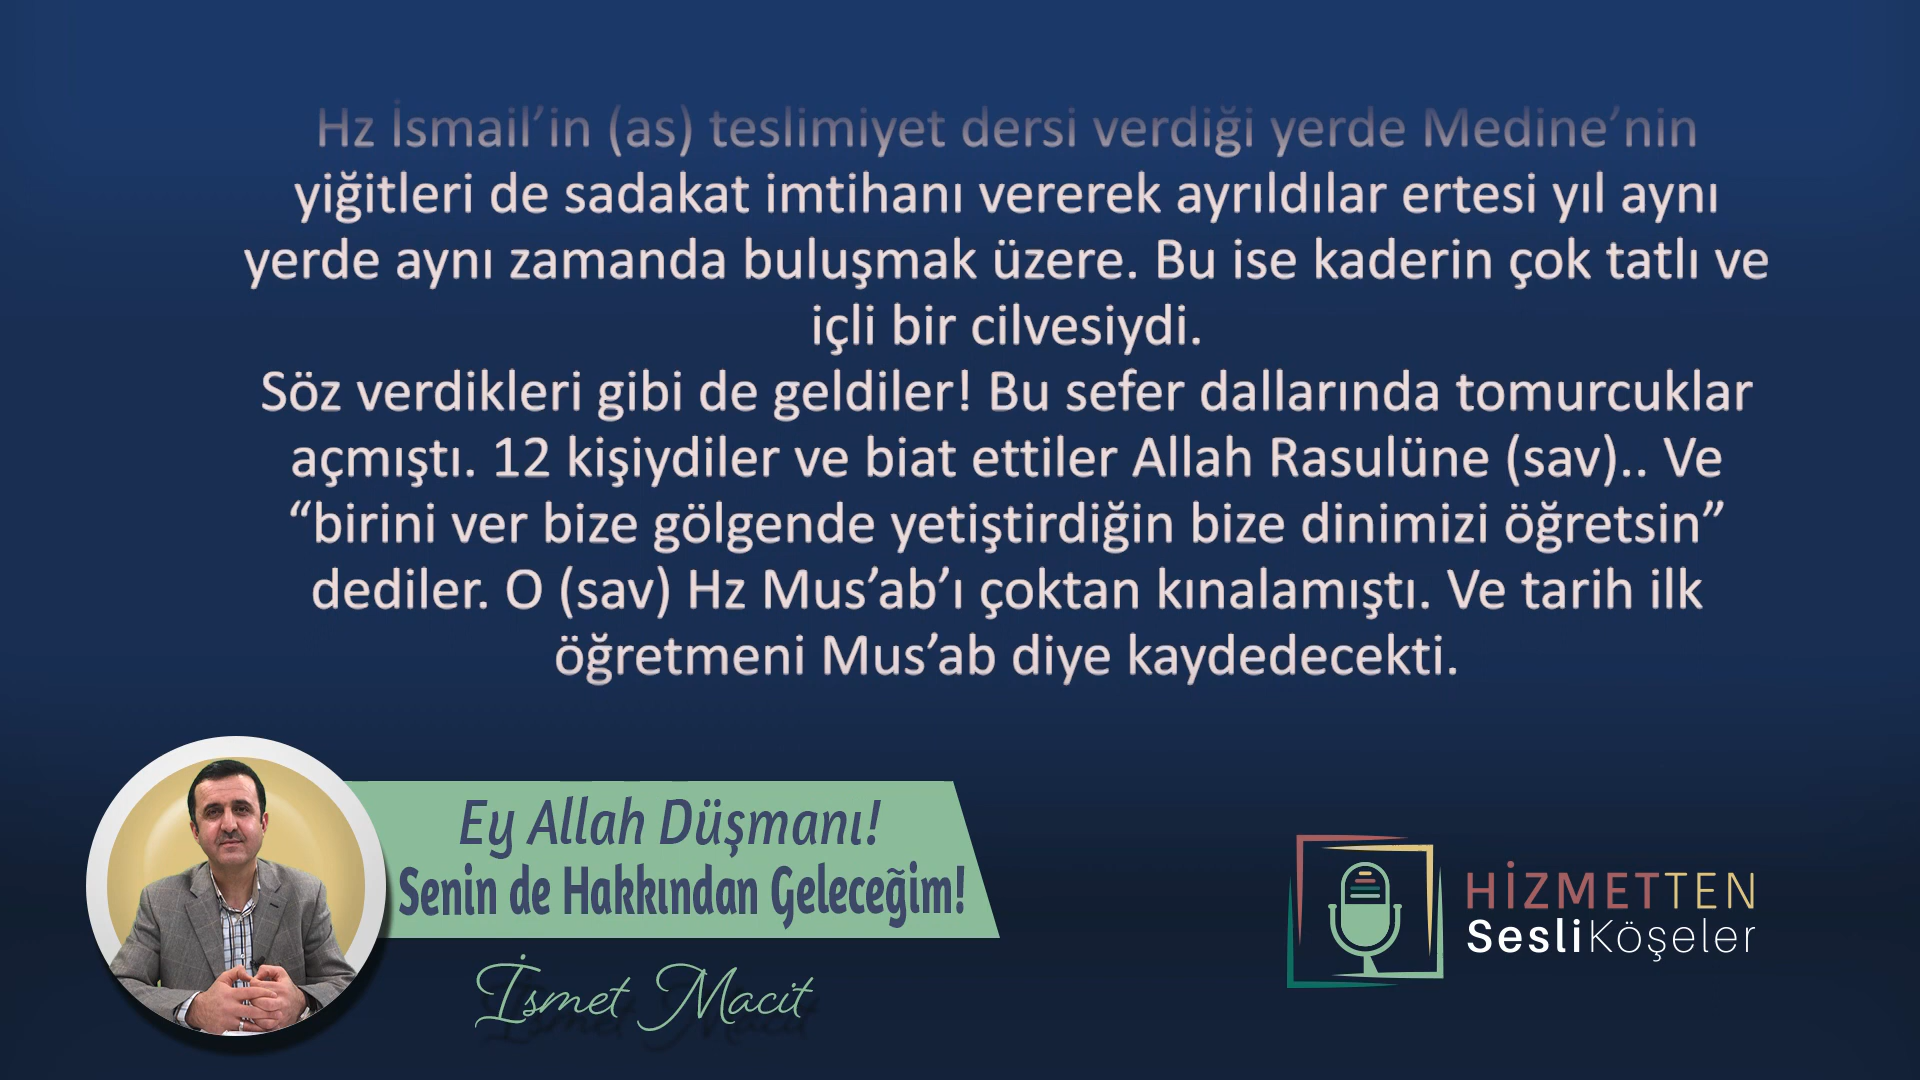 Hz İsmail’in (as) teslimiyet dersi verdiği yerde Medine’nin
yiğitleri de sadakat imtihanı vererek ayrıldılar ertesi yıl aynı
yerde aynı zamanda buluşmak üzere. Bu ise kaderin çok tatlı ve
içli bir cilvesiydi.
Söz verdikleri gibi de geldiler! Bu sefer dallarında tomurcuklar
açmıştı. 12 kişiydiler ve biat ettiler Allah Rasulüne (sav).. Ve
“birini ver bize gölgende yetiştirdiğin bize dinimizi öğretsin”
dediler. O (sav) Hz Mus’ab’ı çoktan kınalamıştı. Ve tarih ilk
öğretmeni Mus’ab diye kaydedecekti.
Ey Allah Düşmanı!
Senin de Hakkından Geleceğim!
İsmet Macit
HİZMETTEN
SesliKöşeler